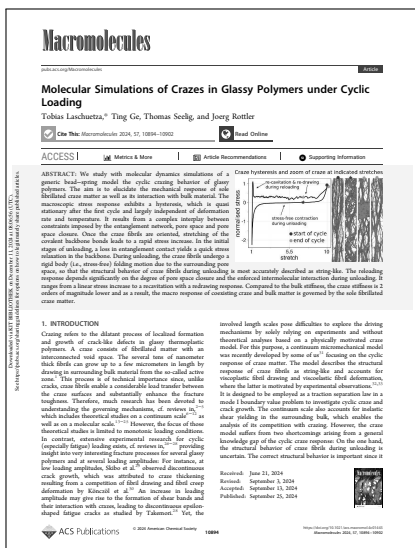 Macromolecules
pubs.acs.org/Macromolecules
Article
Molecular Simulations of Crazes in Glassy Polymers under Cyclic
Loading
Tobias Laschuetza,* Ting Ge, Thomas Seelig, and Joerg Rottler
Cite This: Macromolecules 2024, 57, 10894–10902
Read Online
ACCESS
Metrics & More
Article Recommendations
Supporting Information
ABSTRACT: We study with molecular dynamics simulations of a
generic bead−spring model the cyclic crazing behavior of glassy
polymers. The aim is to elucidate the mechanical response of sole
fibrillated craze matter as well as its interaction with bulk material. The
macroscopic stress response exhibits a hysteresis, which is quasi
stationary after the first cycle and largely independent of deformation
rate and temperature. It results from a complex interplay between
constraints imposed by the entanglement network, pore space and pore
space closure. Once the craze fibrils are oriented, stretching of the
covalent backbone bonds leads to a rapid stress increase. In the initial
stages of unloading, a loss in entanglement contact yields a quick stress
relaxation in the backbone. During unloading, the craze fibrils undergo a
rigid body (i.e., stress-free) folding motion due to the surrounding pore
space, so that the structural behavior of craze fibrils during unloading is most accurately described as string-like. The reloading
response depends significantly on the degree of pore space closure and the enforced intermolecular interaction during unloading. It
ranges from a linear stress increase to a recavitation with a redrawing response. Compared to the bulk stiffness, the craze stiffness is 2
orders of magnitude lower and as a result, the macro response of coexisting craze and bulk matter is governed by the sole fibrillated
craze matter.
Craze hysteresis and zoom of craze at indicated stretches
re-cavitation & re-drawing
during reloading
stress-free contraction
during unloading
start of cycle
end of cycle
normalised stress
1
5.5
10
stretch
1. INTRODUCTION
Crazing refers to the dilatant process of localized formation
and growth of crack-like defects in glassy thermoplastic
polymers. A craze consists of fibrillated matter with an
interconnected void space. The several tens of nanometer
thick fibrils can grow up to a few micrometers in length by
drawing in surrounding bulk material from the so-called active
zone.1 This process is of technical importance since, unlike
cracks, craze fibrils enable a considerable load transfer between
the craze surfaces and substantially enhance the fracture
toughness. Therefore, much research has been devoted to
understanding the governing mechanisms, cf. reviews in,
which includes theoretical studies on a continuum scale
well as on a molecular scale. However, the focus of those
theoretical studies is limited to monotonic loading conditions.
In contrast, extensive experimental research for cyclic
(especially fatigue) loading exists, cf. reviews in, providing
insight into very fracture processes for several glassy
polymers and at several loading amplitudes: For instance, at
low loading amplitudes, Skibo et al. observed discontinuous
crack growth, which was attributed to craze thickening
resulting from a competition of fibril drawing and fibril creep
deformation by Könczöl et al. An increase in loading
amplitude may give rise to the formation of shear bands and
their interaction with crazes, leading to discontinuous epsilon-
shaped fatigue cracks as studied by Takemori. Yet, the
involved length scales pose difficulties to explore the driving
mechanisms by solely relying on experiments and without
theoretical analyses based on a physically motivated craze
model. For this purpose, a continuum micromechanical model
was recently developed by some of us focusing on the cyclic
response of craze matter. The model describes the structural
response of craze fibrils as string-like and accounts for
viscoplastic fibril drawing and viscoelastic fibril deformation,
where the latter is motivated by experimental observations.
It is designed to be employed as a traction separation law in a
mode I boundary value problem to investigate cyclic craze and
crack growth. The continuum scale also accounts for inelastic
shear yielding in the surrounding bulk, which enables the
analysis of its competition with crazing. However, the craze
model suffers from two shortcomings arising from a general
knowledge gap of the cyclic craze response: On the one hand,
the structural behavior of craze fibrils during unloading is
uncertain. The correct structural behavior is important since it
Received: June 21, 2024
Revised: September 3, 2024
Accepted: September 13, 2024
Published: September 25, 2024
ACS Publications
© 2024 American Chemical Society
10894